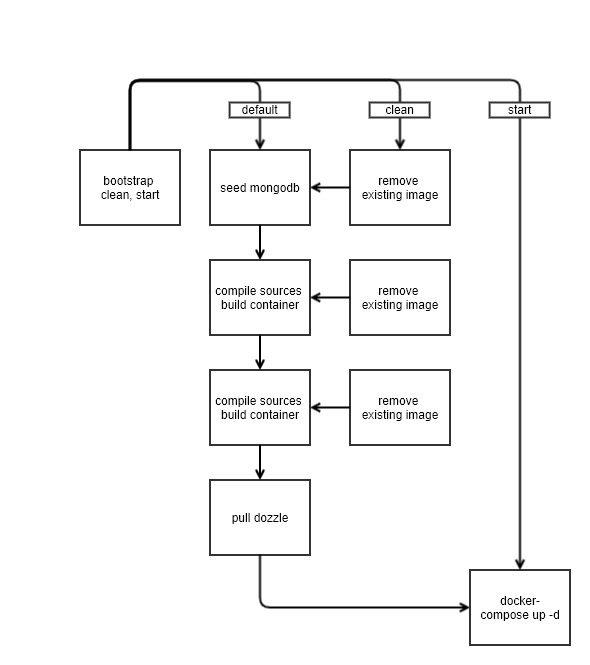 default
clean
start
bootstrap
clean, start
seed mongodb
remove
existing image
compile sources
build container
remove
existing image
compile sources
build container
remove
existing image
pull dozzle
docker-
compose up -d